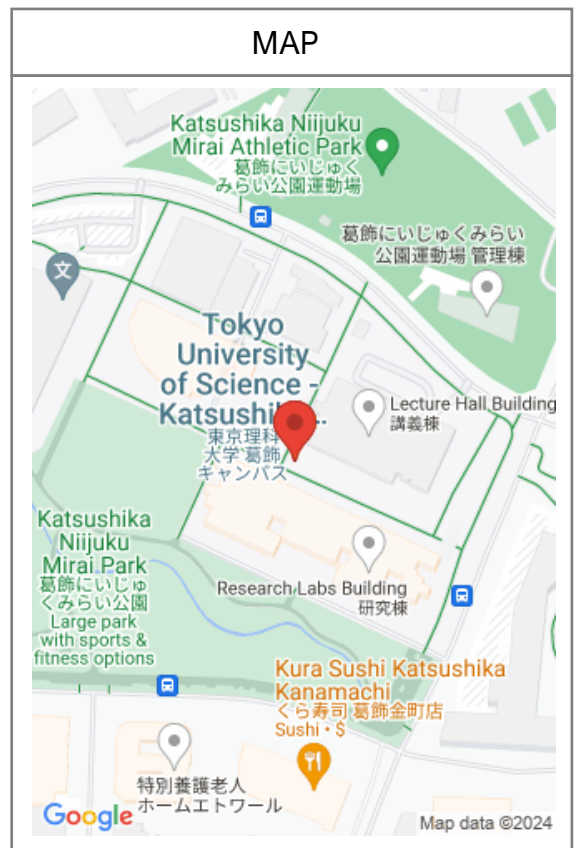 MAP
Katsushika Niijuku
Mirai Athletic Park
葛飾にいじゅく
みらい公園運動場
葛飾にいじゅくみらい
公園運動場 管理棟
文
Tokyo
University
of Science -
Katsushi...
東京理科
大学 葛飾
キャンパス
Lecture Hall Building
講義棟
Katsushika
Niijuku
Mirai Park
葛飾にいじゅ
くみらい公園
Large park
with sports &
fitness options
Research Labs Building
研究棟
Kura Sushi Katsushika
Kanamachi
くら寿司 葛飾金町店
Sushi • $
特別養護老人
ホームエトワール
Google
Map data ©2024